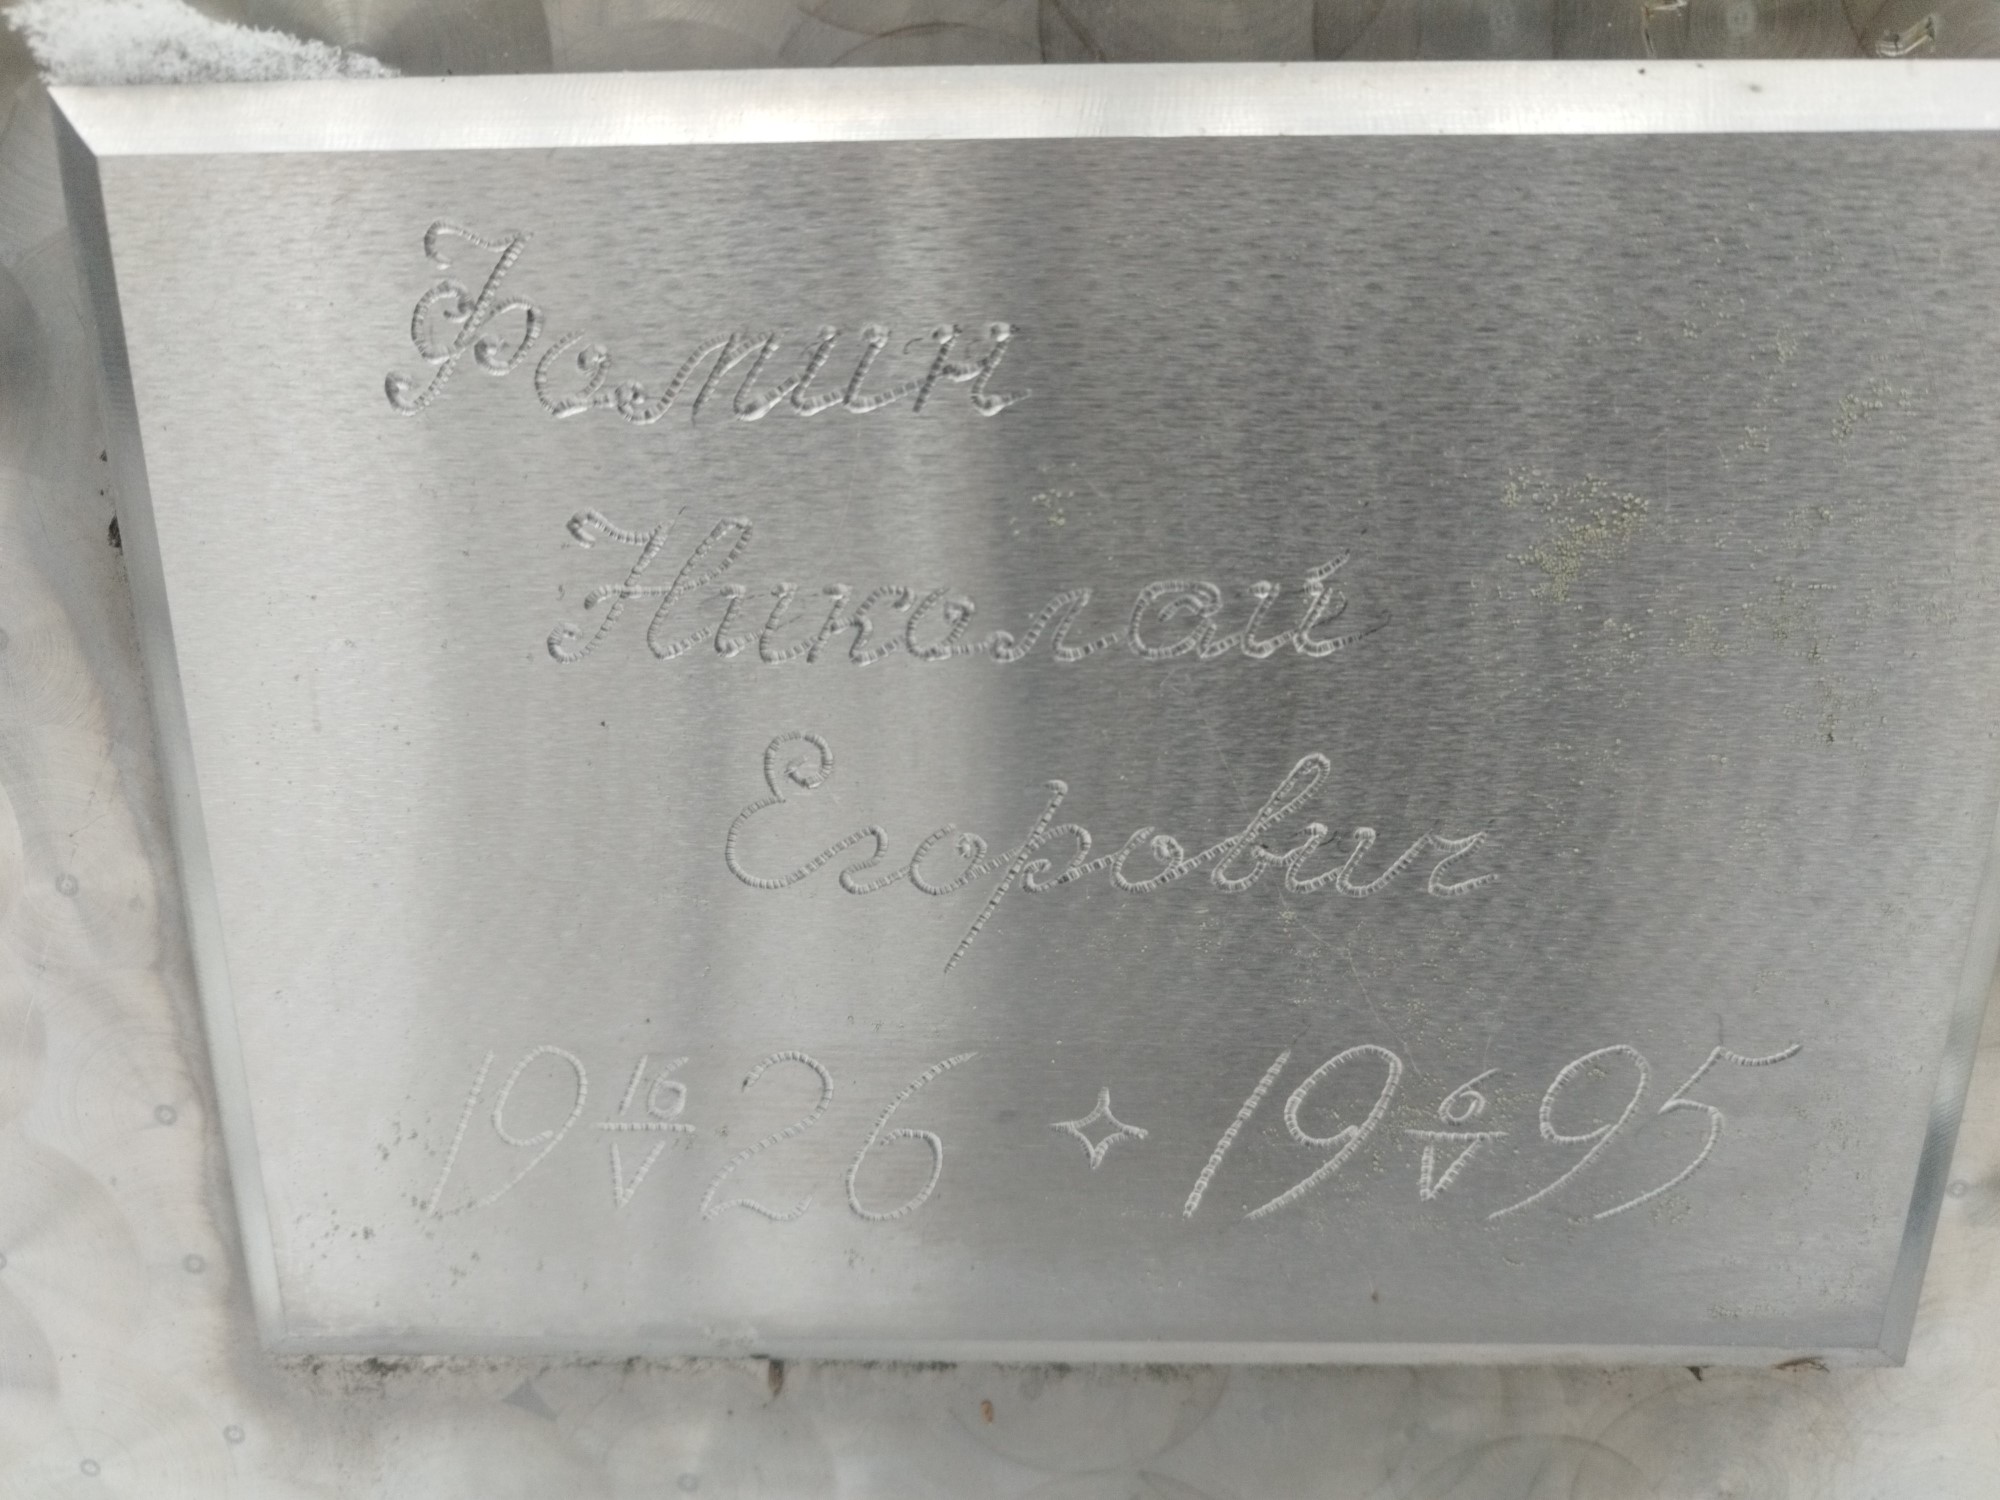 Фомин
Николай
Егорович
19 16/V 26 ✧ 19 6/V 95